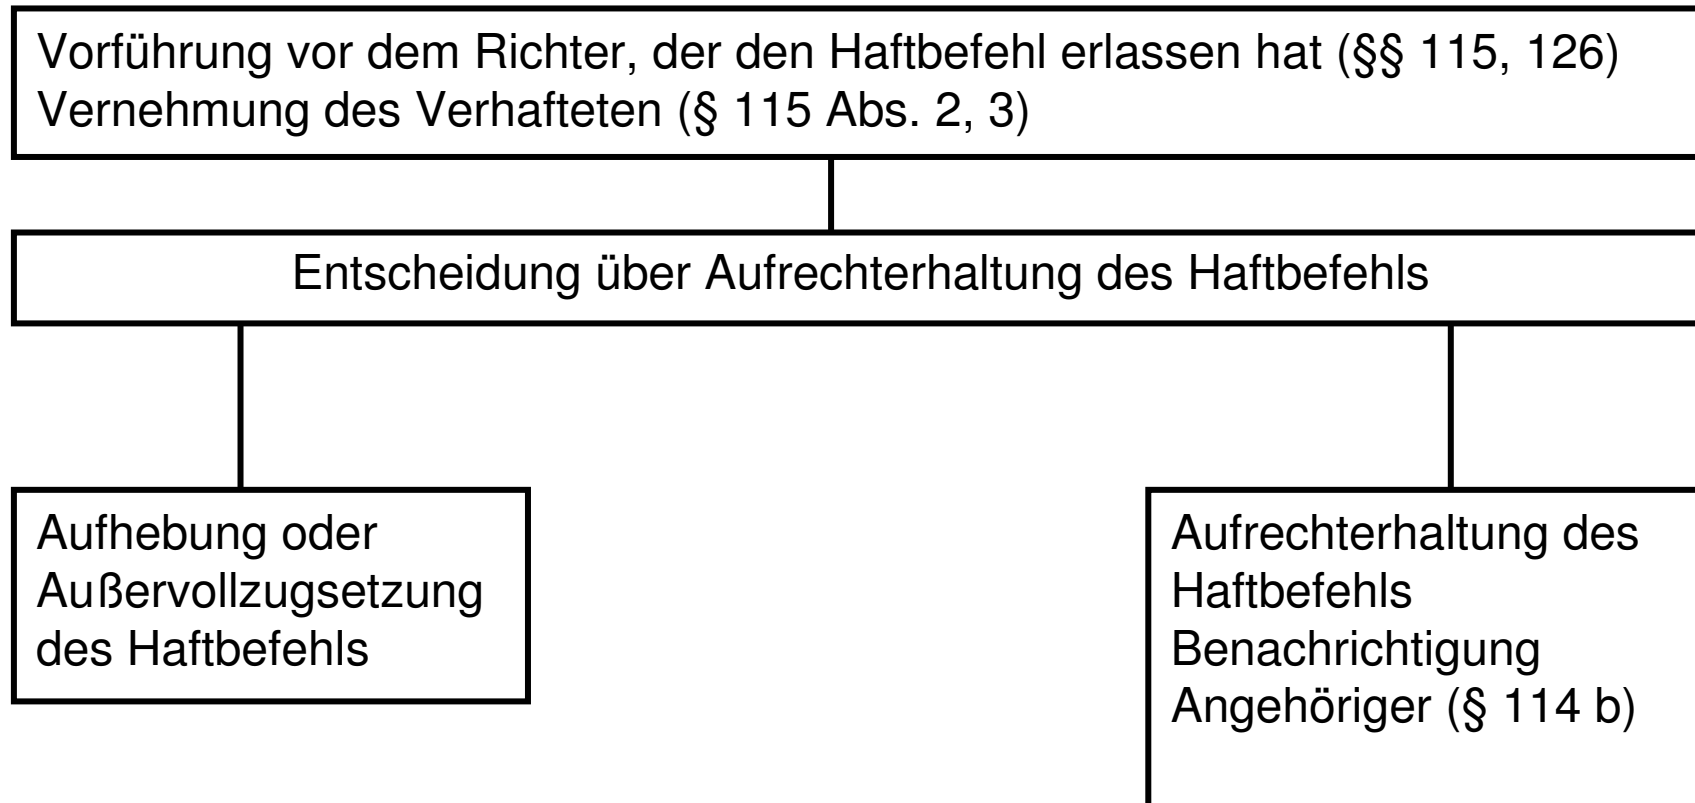 Vorführung vor dem Richter, der den Haftbefehl erlassen hat (§§ 115, 126)
Vernehmung des Verhafteten (§ 115 Abs. 2, 3)
Entscheidung über Aufrechterhaltung des Haftbefehls
Aufhebung oder
Außervollzugsetzung
des Haftbefehls
Aufrechterhaltung des
Haftbefehls
Benachrichtigung
Angehöriger (§ 114 b)